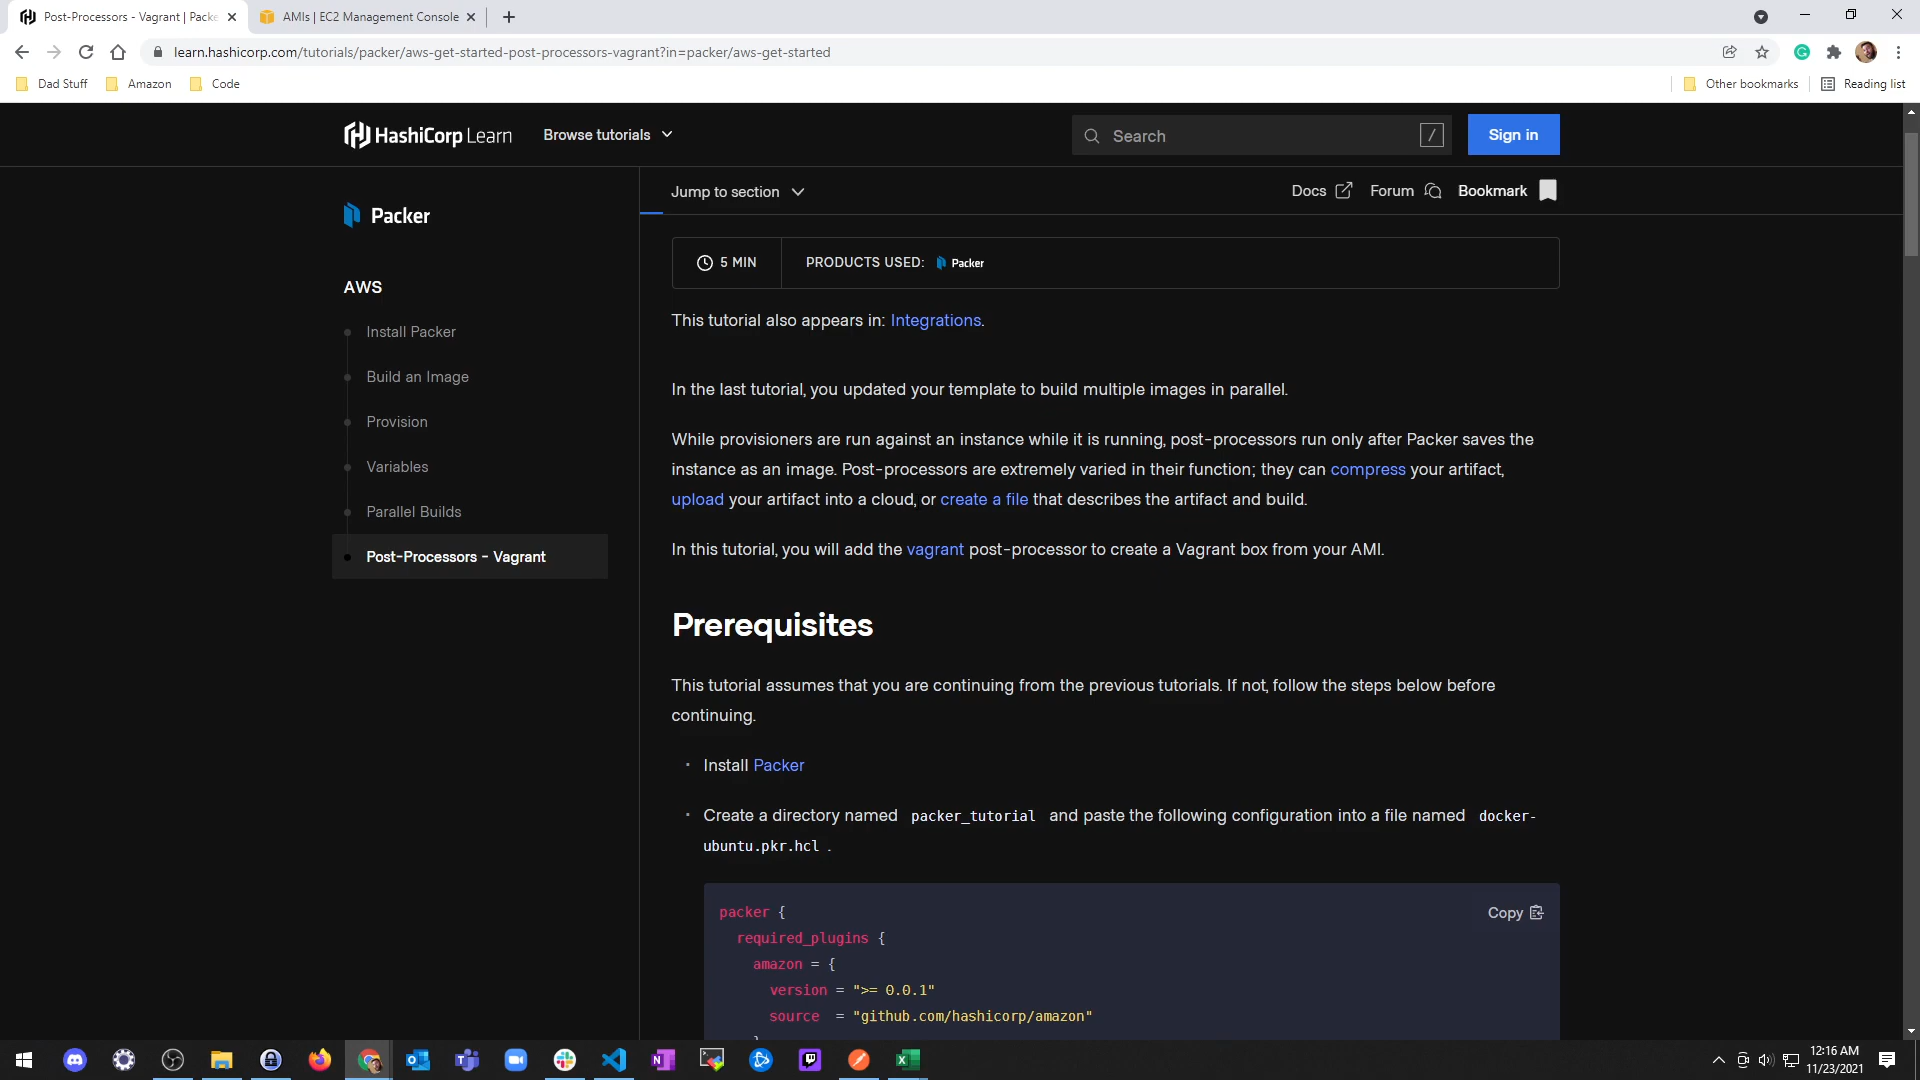 Post-Processors - Vagrant | Packe
AMIs | EC2 Management Console
learn.hashicorp.com/tutorials/packer/aws-get-started-post-processors-vagrant?in=packer/aws-get-started
Dad Stuff
Amazon
Code
Other bookmarks
Reading list
HashiCorp Learn
Browse tutorials
Search
/
Sign in
Packer
AWS
Install Packer
Build an Image
Provision
Variables
Parallel Builds
Post-Processors - Vagrant
Jump to section
Docs
Forum
Bookmark
5 MIN
PRODUCTS USED: Packer
This tutorial also appears in: Integrations.
In the last tutorial, you updated your template to build multiple images in parallel.
While provisioners are run against an instance while it is running, post-processors run only after Packer saves the
instance as an image. Post-processors are extremely varied in their function; they can compress your artifact,
upload your artifact into a cloud, or create a file that describes the artifact and build.
In this tutorial, you will add the vagrant post-processor to create a Vagrant box from your AMI.
Prerequisites
This tutorial assumes that you are continuing from the previous tutorials. If not, follow the steps below before
continuing.
Install Packer
Create a directory named packer_tutorial and paste the following configuration into a file named docker-
ubuntu.pkr.hcl .
Copy
packer {
required_plugins {
amazon = {
version = ">= 0.0.1"
source = "github.com/hashicorp/amazon"
}
12:16 AM
11/23/2021